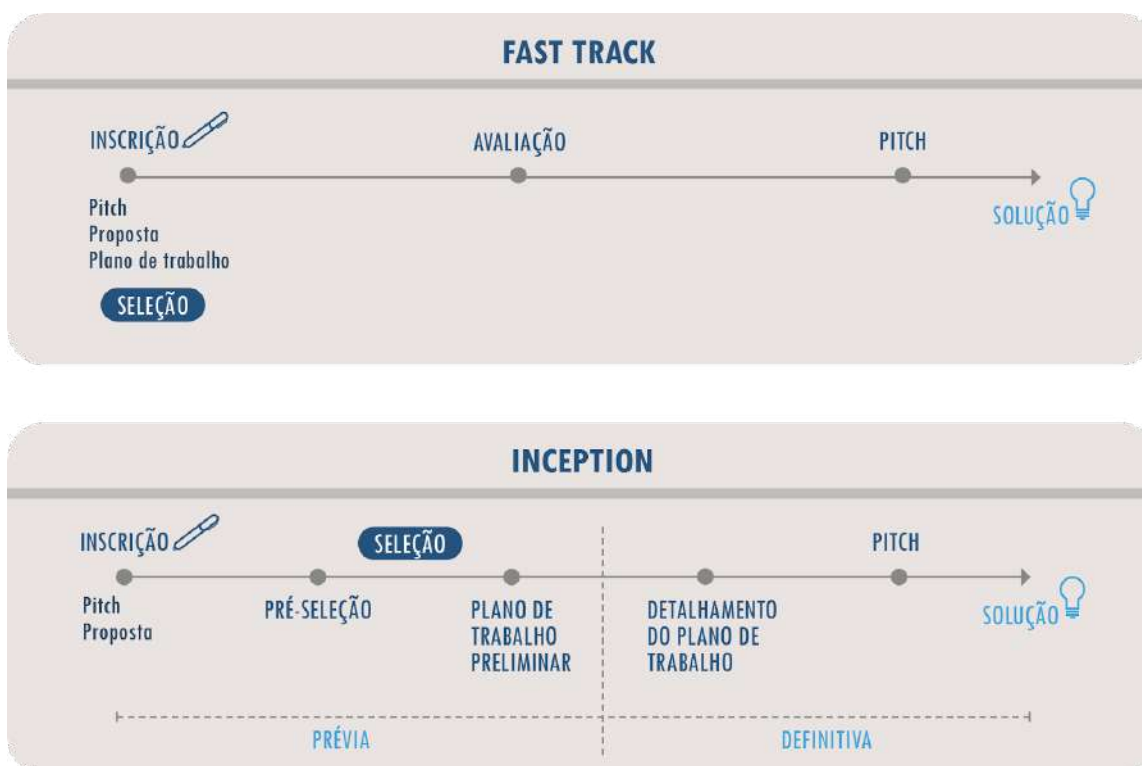 FAST TRACK
INSCRIÇÃO
AVALIAÇÃO
PITCH
Pitch
Proposta
Plano de trabalho
SOLUÇÃO
SELEÇÃO
INCEPTION
INSCRIÇÃO
SELEÇÃO
PITCH
Pitch
Proposta
PRÉ-SELEÇÃO
PLANO DE
TRABALHO
PRELIMINAR
DETALHAMENTO
DO PLANO DE
TRABALHO
SOLUÇÃO
PRÉVIA
DEFINITIVA